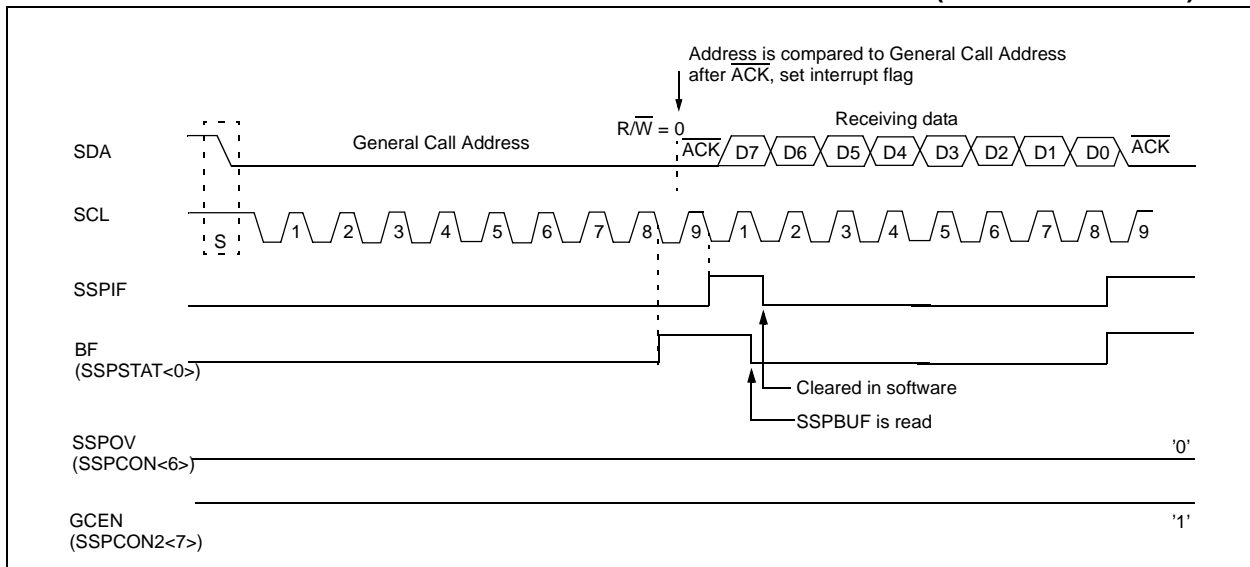 Address is compared to General Call Address
after ACK, set interrupt flag
R/W = 0
Receiving data
SDA
General Call Address
ACK D7 D6 D5 D4 D3 D2 D1 D0 ACK
SCL
S
1 2 3 4 5 6 7 8 9 1 2 3 4 5 6 7 8 9
SSPIF
BF
(SSPSTAT<0>)
Cleared in software
SSPBUF is read
SSPOV
(SSPCON<6>)
'0'
GCEN
(SSPCON2<7>)
'1'